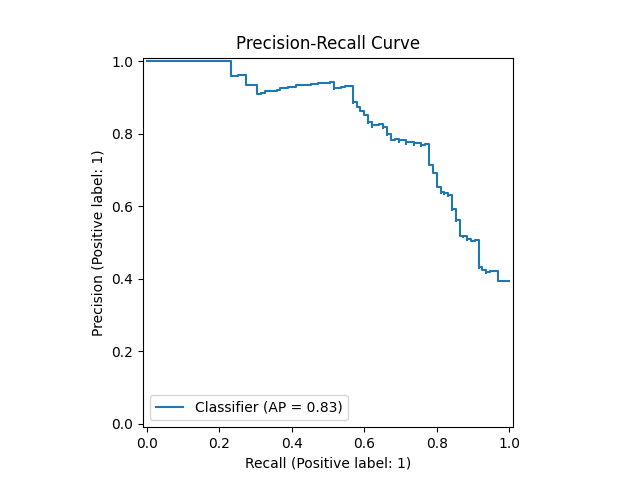 Precision-Recall Curve
1.0
0.8
0.6
0.4
0.2
0.0
Precision (Positive label: 1)
Classifier (AP = 0.83)
0.0 0.2 0.4 0.6 0.8 1.0
Recall (Positive label: 1)